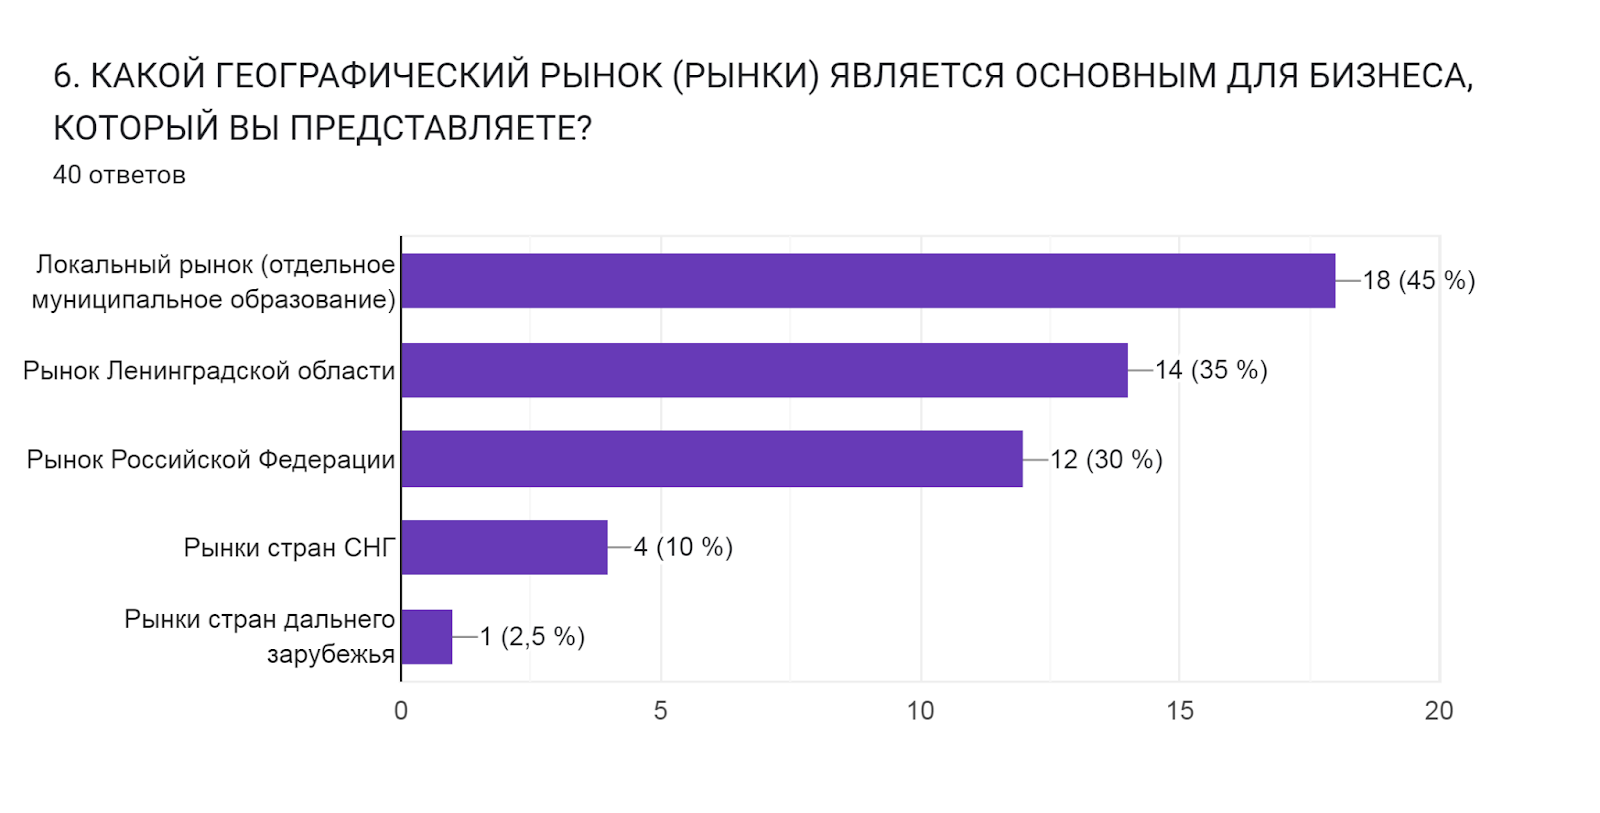 6. КАКОЙ ГЕОГРАФИЧЕСКИЙ РЫНОК (РЫНКИ) ЯВЛЯЕТСЯ ОСНОВНЫМ ДЛЯ БИЗНЕСА,
КОТОРЫЙ ВЫ ПРЕДСТАВЛЯЕТЕ?
40 ответов
Локальный рынок (отдельное
муниципальное образование)
18 (45 %)
Рынок Ленинградской области
14 (35 %)
Рынок Российской Федерации
12 (30 %)
Рынки стран СНГ
4 (10 %)
Рынки стран дальнего
зарубежья
1 (2,5 %)
0 5 10 15 20